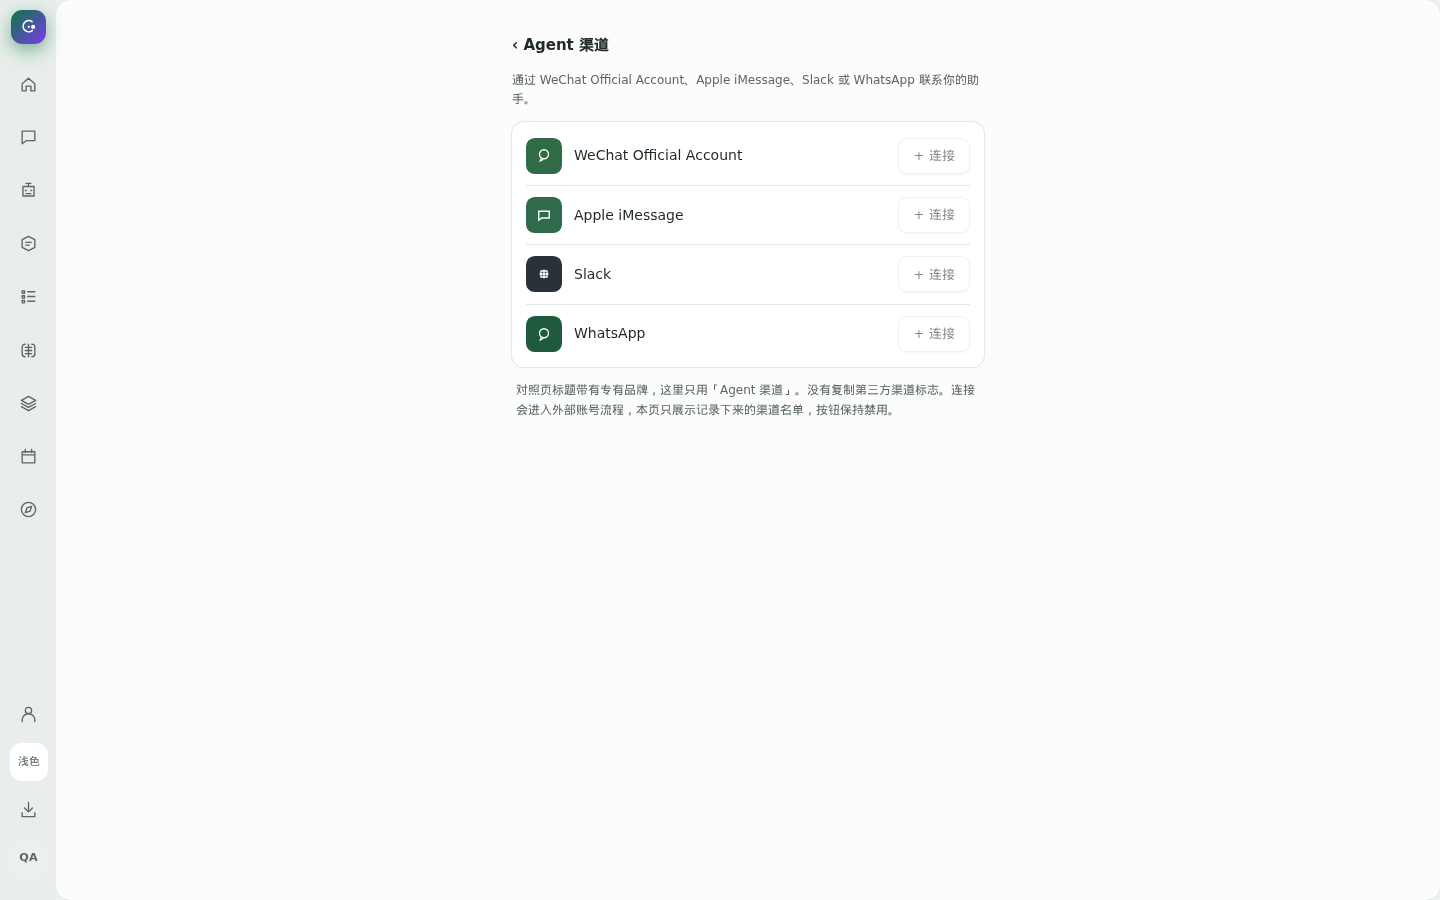 ‹ Agent 渠道
通过 WeChat Official Account、Apple iMessage、Slack 或 WhatsApp 联系你的助
手。
WeChat Official Account
+ 连接
Apple iMessage
+ 连接
Slack
+ 连接
WhatsApp
+ 连接
对照页标题带有专有品牌，这里只用「Agent 渠道」。没有复制第三方渠道标志。连接
会进入外部账号流程，本页只展示记录下来的渠道名单，按钮保持禁用。
浅色
QA